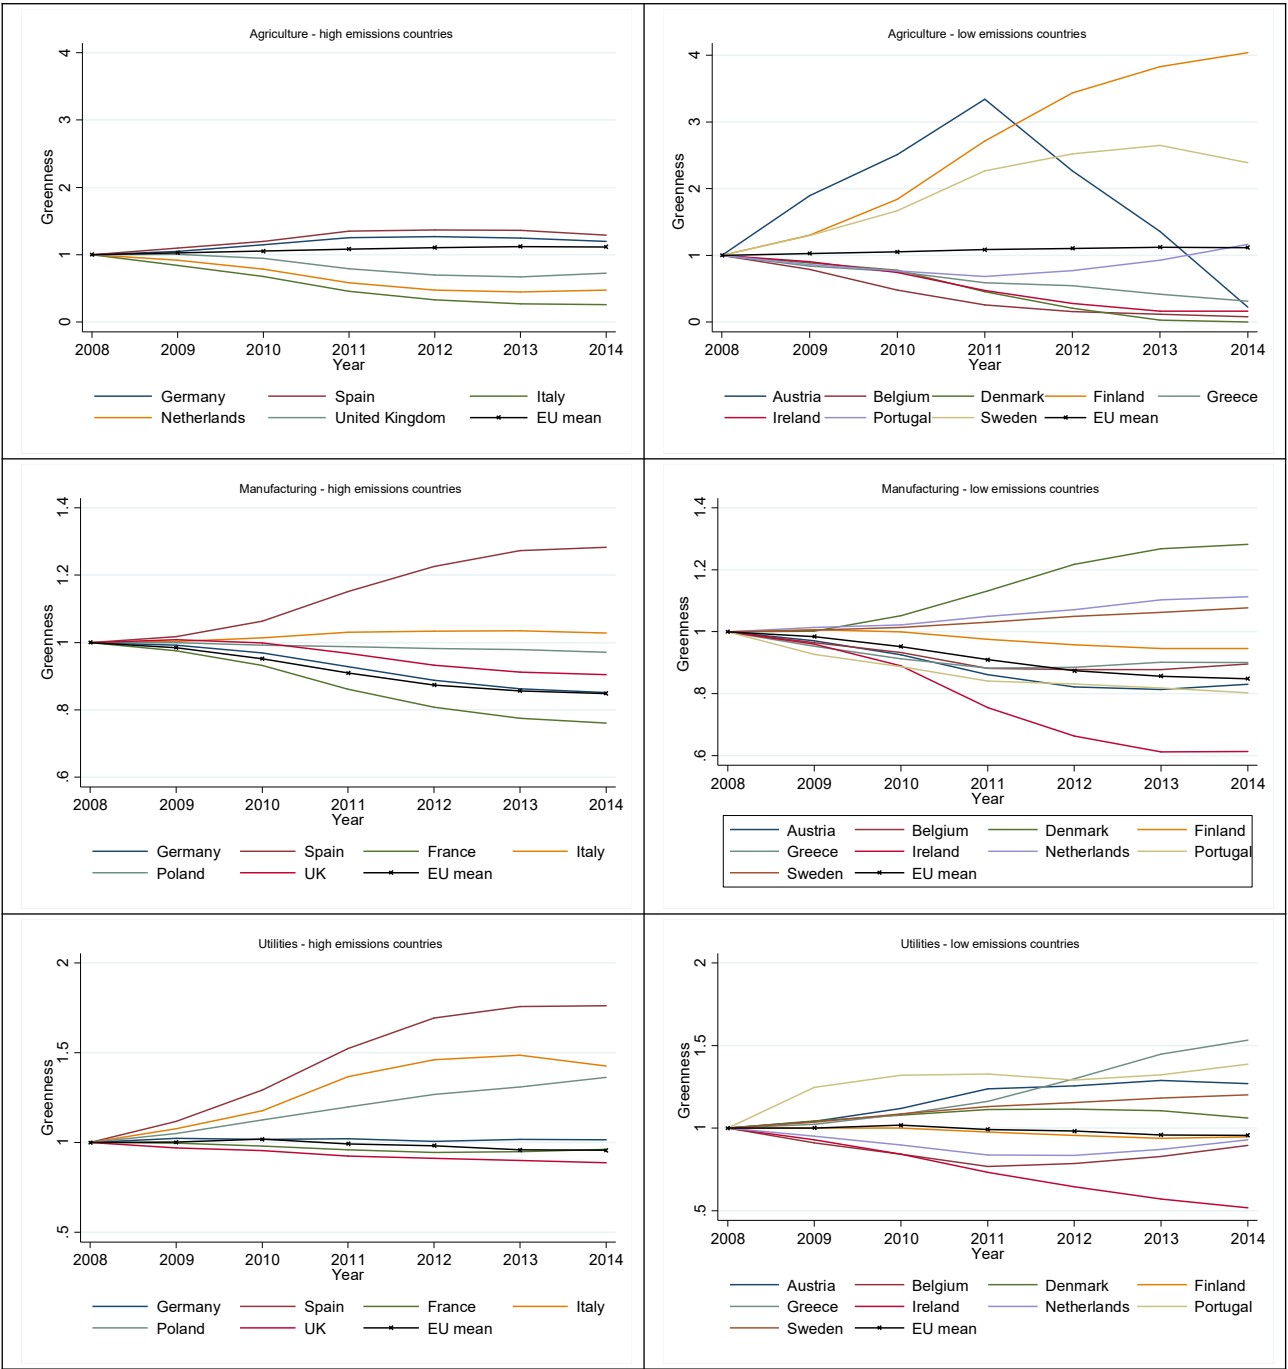 Agriculture - high emissions countries
4
3
2
1
0
Greenness
2008 2009 2010 2011 2012 2013 2014
Year
Germany Spain Italy
Netherlands United Kingdom EU mean
Agriculture - low emissions countries
4
3
2
1
0
Greenness
2008 2009 2010 2011 2012 2013 2014
Year
Austria Belgium Denmark Finland Greece
Ireland Portugal Sweden EU mean
Manufacturing - high emissions countries
1.4
1.2
1
.8
.6
Greenness
2008 2009 2010 2011 2012 2013 2014
Year
Germany Spain France Italy
Poland UK EU mean
Manufacturing - low emissions countries
1.4
1.2
1
.8
.6
Greenness
2008 2009 2010 2011 2012 2013 2014
Year
Austria Belgium Denmark Finland
Greece Ireland Netherlands Portugal
Sweden EU mean
Utilities - high emissions countries
2
1.5
1
.5
Greenness
2008 2009 2010 2011 2012 2013 2014
Year
Germany Spain France Italy
Poland UK EU mean
Utilities - low emissions countries
2
1.5
1
.5
Greenness
2008 2009 2010 2011 2012 2013 2014
Year
Austria Belgium Denmark Finland
Greece Ireland Netherlands Portugal
Sweden EU mean